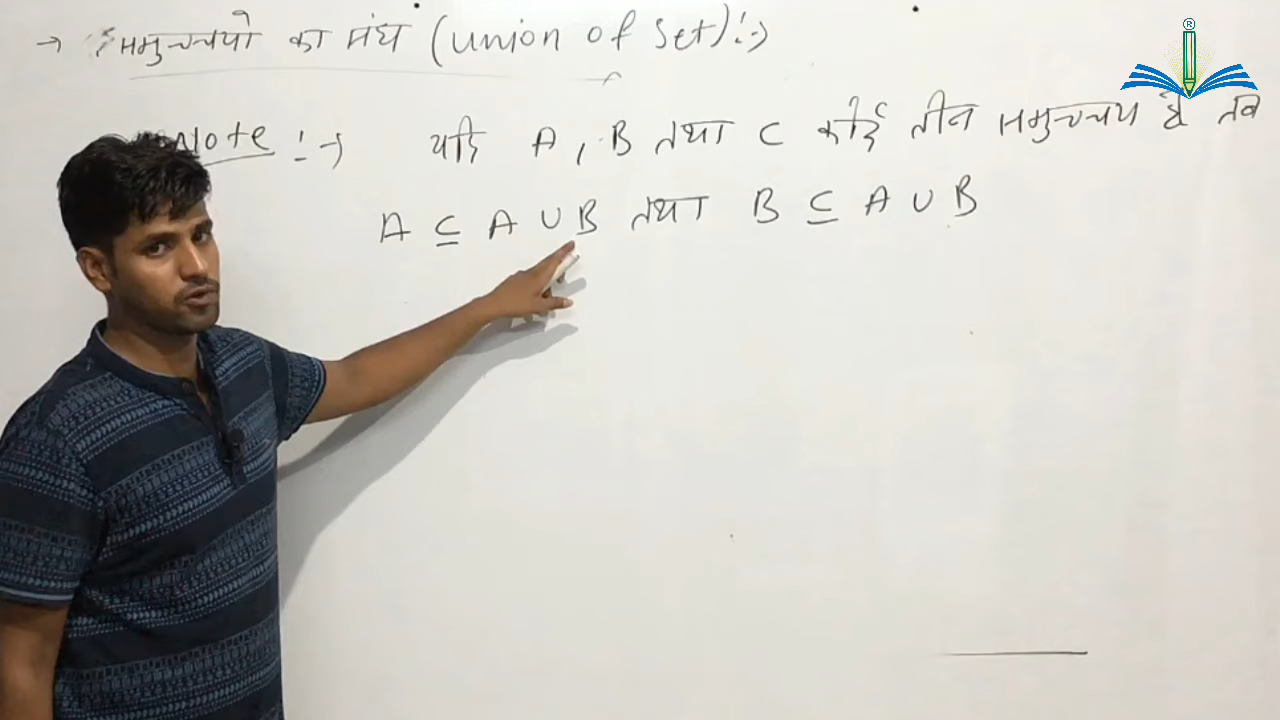 → समुच्चयो का संघ (Union of Set) :-)
Note :-) यदि A, B तथा C कोई तीन समुच्चय है तब
A ⊆ A ∪ B तथा B ⊆ A ∪ B
®